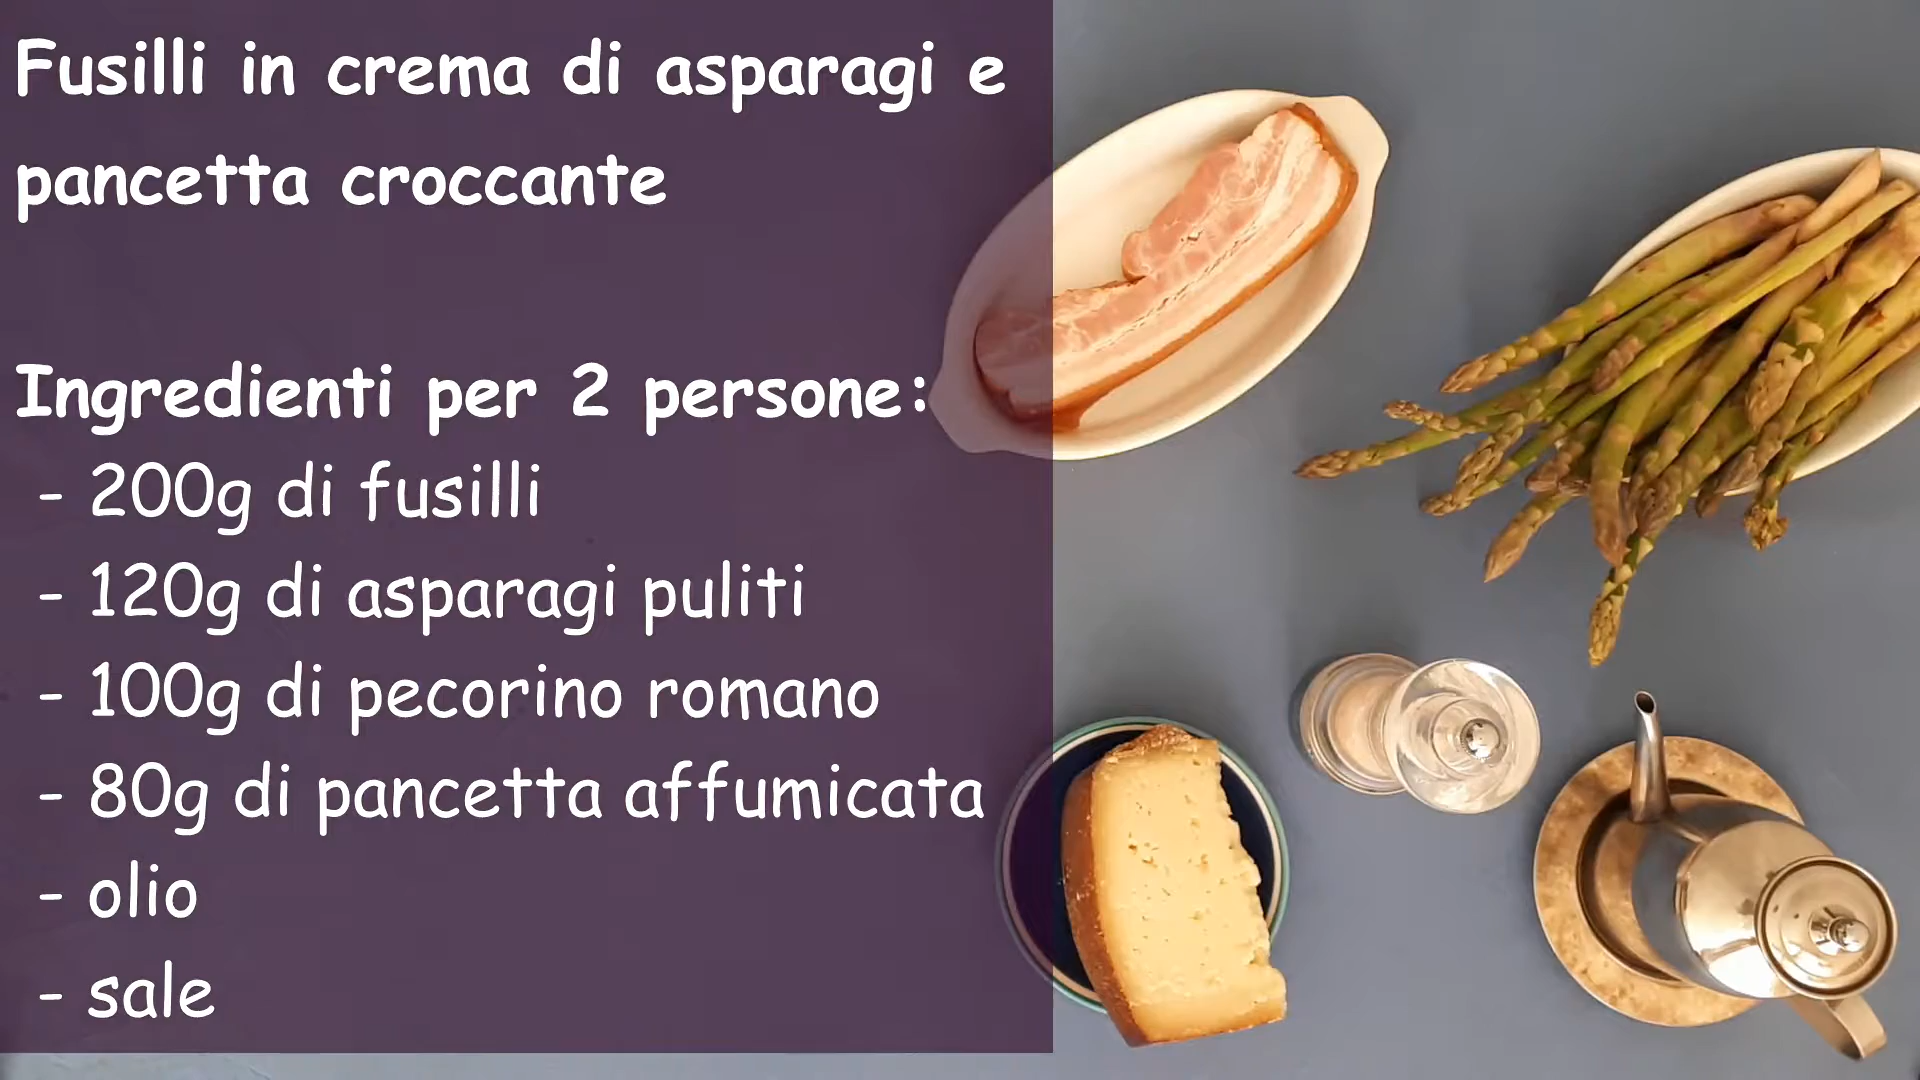 Fusilli in crema di asparagi e
pancetta croccante
Ingredienti per 2 persone:
- 200g di fusilli
- 120g di asparagi puliti
- 100g di pecorino romano
- 80g di pancetta affumicata
- olio
- sale